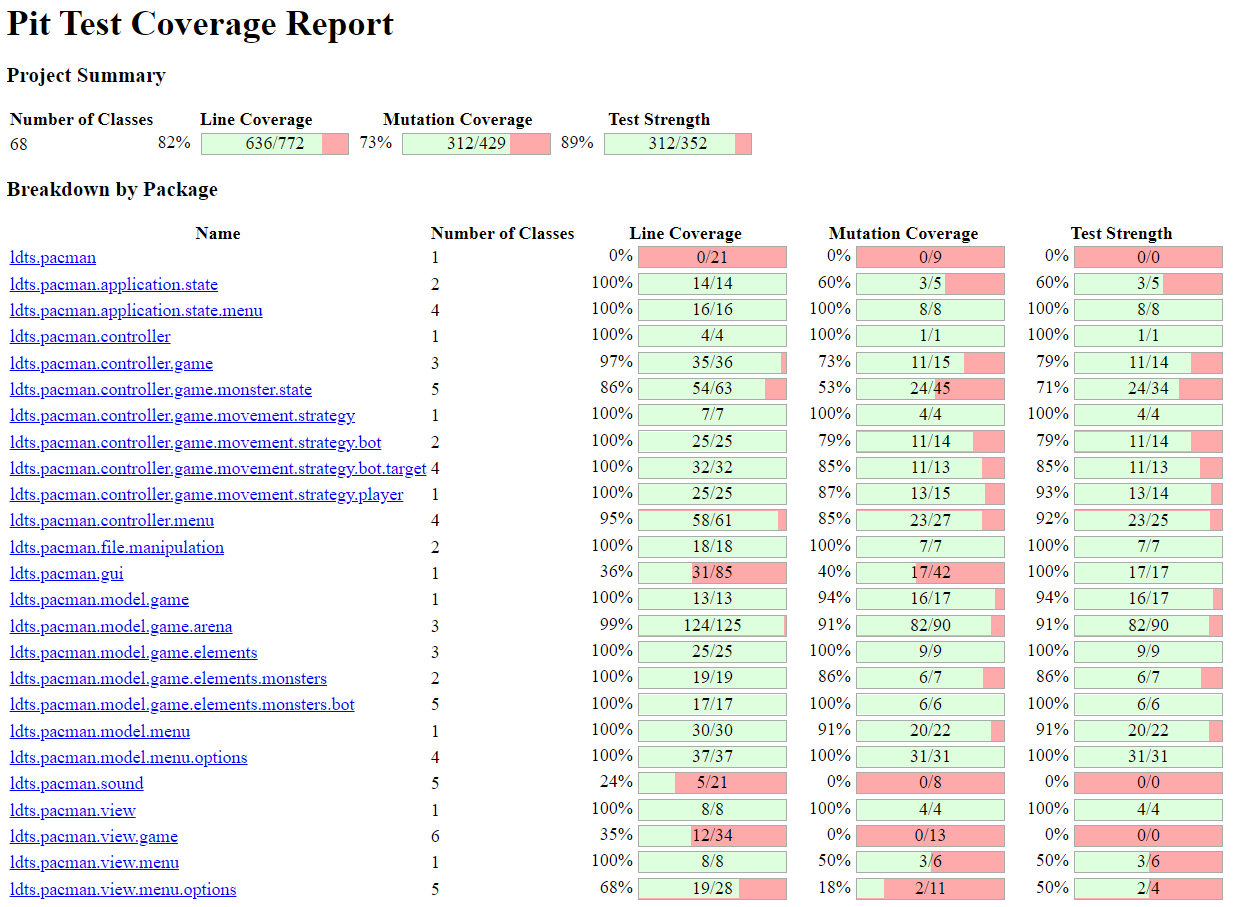 Pit Test Coverage Report
Project Summary
Number of Classes Line Coverage Mutation Coverage Test Strength
68 82% 636/772 73% 312/429 89% 312/352
Breakdown by Package
Name Number of Classes Line Coverage Mutation Coverage Test Strength
ldts.pacman 1 0% 0/21 0% 0/9 0% 0/0
ldts.pacman.application.state 2 100% 14/14 60% 3/5 60% 3/5
ldts.pacman.application.state.menu 4 100% 16/16 100% 8/8 100% 8/8
ldts.pacman.controller 1 100% 4/4 100% 1/1 100% 1/1
ldts.pacman.controller.game 3 97% 35/36 73% 11/15 79% 11/14
ldts.pacman.controller.game.monster.state 5 86% 54/63 53% 24/45 71% 24/34
ldts.pacman.controller.game.movement.strategy 1 100% 7/7 100% 4/4 100% 4/4
ldts.pacman.controller.game.movement.strategy.bot 2 100% 25/25 79% 11/14 79% 11/14
ldts.pacman.controller.game.movement.strategy.bot.target 4 100% 32/32 85% 11/13 85% 11/13
ldts.pacman.controller.game.movement.strategy.player 1 100% 25/25 87% 13/15 93% 13/14
ldts.pacman.controller.menu 4 95% 58/61 85% 23/27 92% 23/25
ldts.pacman.file.manipulation 2 100% 18/18 100% 7/7 100% 7/7
ldts.pacman.gui 1 36% 31/85 40% 17/42 100% 17/17
ldts.pacman.model.game 1 100% 13/13 94% 16/17 94% 16/17
ldts.pacman.model.game.arena 3 99% 124/125 91% 82/90 91% 82/90
ldts.pacman.model.game.elements 3 100% 25/25 100% 9/9 100% 9/9
ldts.pacman.model.game.elements.monsters 2 100% 19/19 86% 6/7 86% 6/7
ldts.pacman.model.game.elements.monsters.bot 5 100% 17/17 100% 6/6 100% 6/6
ldts.pacman.model.menu 1 100% 30/30 91% 20/22 91% 20/22
ldts.pacman.model.menu.options 4 100% 37/37 100% 31/31 100% 31/31
ldts.pacman.sound 5 24% 5/21 0% 0/8 0% 0/0
ldts.pacman.view 1 100% 8/8 100% 4/4 100% 4/4
ldts.pacman.view.game 6 35% 12/34 0% 0/13 0% 0/0
ldts.pacman.view.menu 1 100% 8/8 50% 3/6 50% 3/6
ldts.pacman.view.menu.options 5 68% 19/28 18% 2/11 50% 2/4